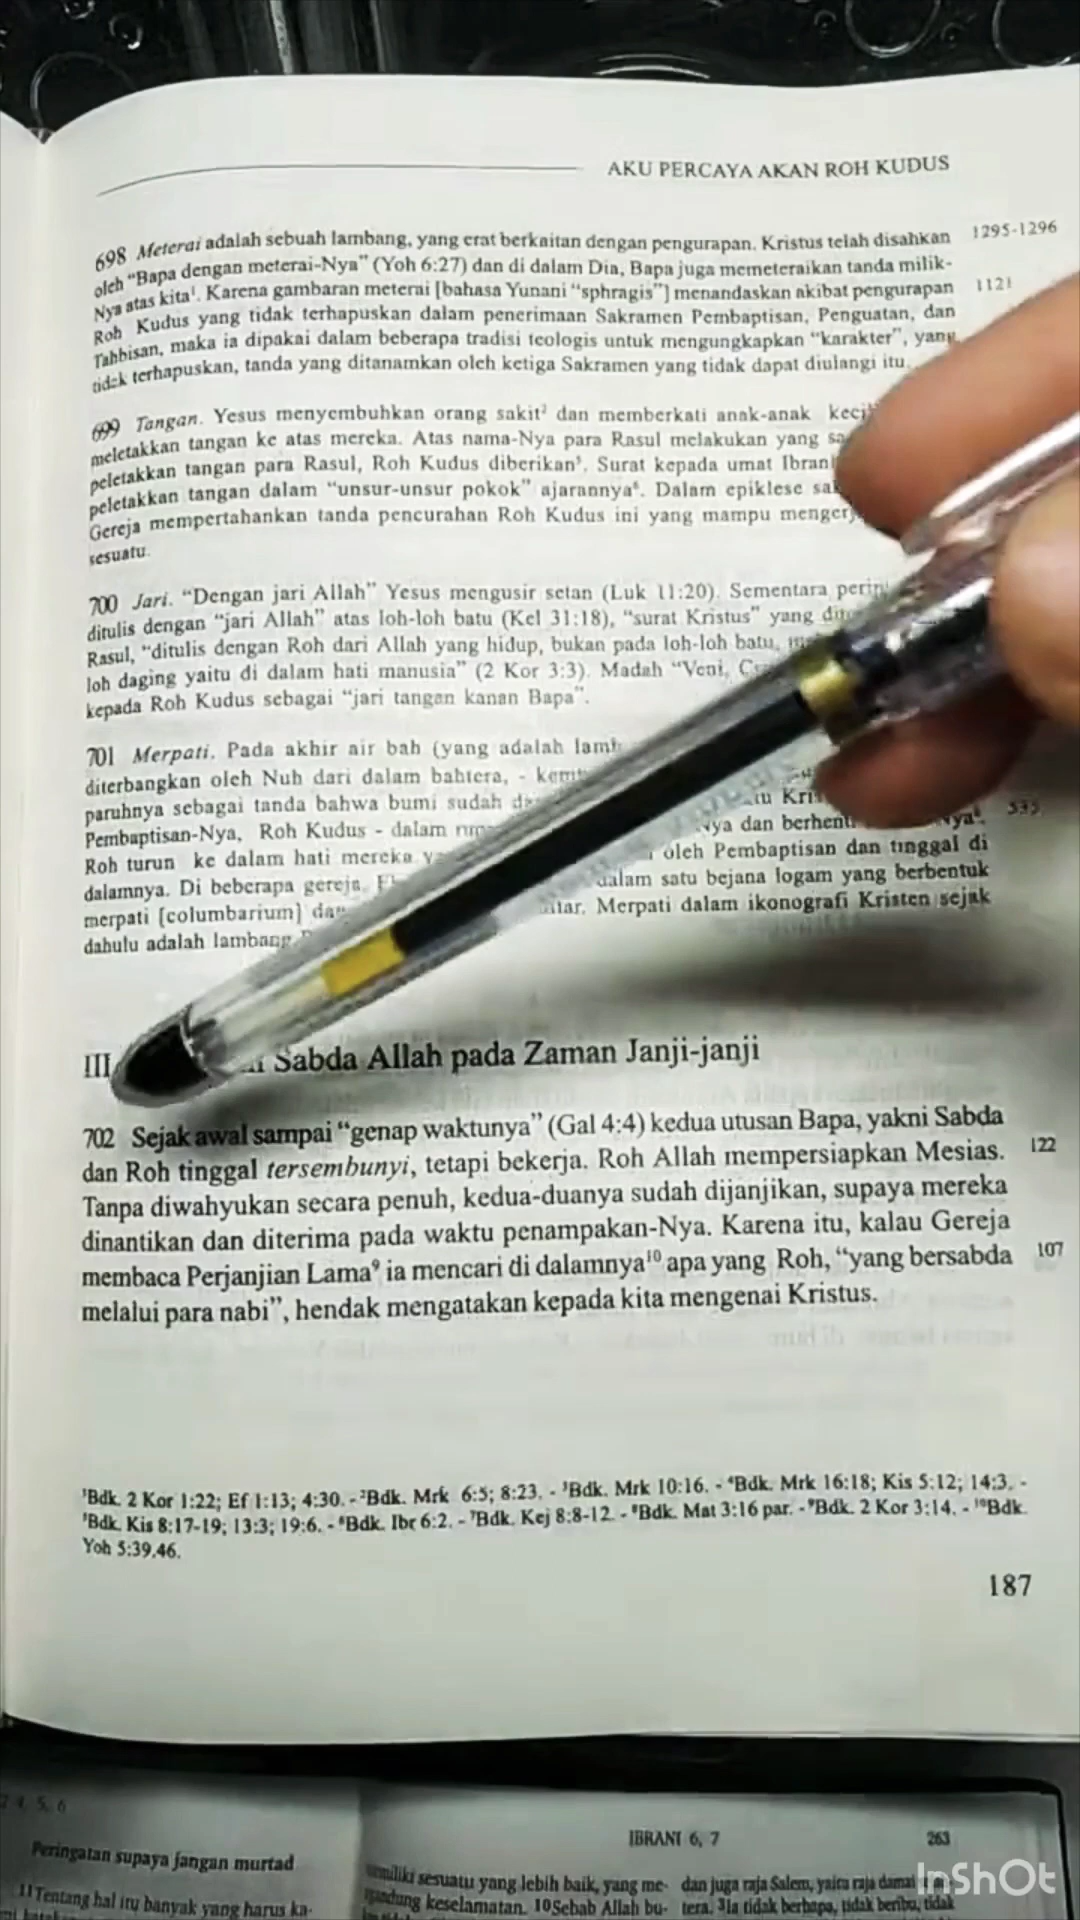 AKU PERCAYA AKAN ROH KUDUS
698 Meterai adalah sebuah lambang, yang erat berkaitan dengan pengurapan. Kristus telah disahkan 1295-1296
oleh “Bapa dengan meterai-Nya” (Yoh 6:27) dan di dalam Dia, Bapa juga memeteraikan tanda milik-
Nya atas kita¹. Karena gambaran meterai [bahasa Yunani “sphragis”] menandaskan akibat pengurapan 1121
Roh Kudus yang tidak terhapuskan dalam penerimaan Sakramen Pembaptisan, Penguatan, dan
Tahbisan, maka ia dipakai dalam beberapa tradisi teologis untuk mengungkapkan “karakter”, yang
tidak terhapuskan, tanda yang ditanamkan oleh ketiga Sakramen yang tidak dapat diulangi itu.
699 Tangan. Yesus menyembuhkan orang sakit² dan memberkati anak-anak
meletakkan tangan ke atas mereka. Atas nama-Nya para Rasul melakukan yang
peletakkan tangan para Rasul, Roh Kudus diberikan⁵. Surat kepada umat
peletakkan tangan dalam “unsur-unsur pokok” ajarannya⁶. Dalam epiklese
Gereja mempertahankan tanda pencurahan Roh Kudus ini yang mampu
sesuatu.
700 Jari. “Dengan jari Allah” Yesus mengusir setan (Luk 11:20). Sementara
ditulis dengan “jari Allah” atas loh-loh batu (Kel 31:18), “surat Kristus” yang
Rasul, “ditulis dengan Roh dari Allah yang hidup, bukan pada loh-loh batu,
loh daging yaitu di dalam hati manusia” (2 Kor 3:3). Madah “Veni,
kepada Roh Kudus sebagai “jari tangan kanan Bapa”.
701 Merpati. Pada akhir air bah (yang adalah
diterbangkan oleh Nuh dari dalam bahtera, -
paruhnya sebagai tanda bahwa bumi sudah 535
Pembaptisan-Nya, Roh Kudus - dalam dan
Roh turun ke dalam hati mereka oleh Pembaptisan dan tinggal di
dalamnya. Di beberapa gereja, dalam satu bejana logam yang berbentuk
merpati [columbarium] Merpati dalam ikonografi Kristen sejak
dahulu adalah lambang
III Sabda Allah pada Zaman Janji-janji
702 Sejak awal sampai “genap waktunya” (Gal 4:4) kedua utusan Bapa, yakni Sabda
dan Roh tinggal tersembunyi, tetapi bekerja. Roh Allah mempersiapkan Mesias. 122
Tanpa diwahyukan secara penuh, kedua-duanya sudah dijanjikan, supaya mereka
dinantikan dan diterima pada waktu penampakan-Nya. Karena itu, kalau Gereja
membaca Perjanjian Lama⁹ ia mencari di dalamnya¹⁰ apa yang Roh, “yang bersabda 107
melalui para nabi”, hendak mengatakan kepada kita mengenai Kristus.
¹Bdk. 2 Kor 1:22; Ef 1:13; 4:30. - ²Bdk. Mrk 6:5; 8:23. - ³Bdk. Mrk 10:16. - ⁴Bdk. Mrk 16:18; Kis 5:12; 14:3. -
⁵Bdk. Kis 8:17-19; 13:3; 19:6. - ⁶Bdk. Ibr 6:2. - ⁷Bdk. Kej 8:8-12. - ⁸Bdk. Mat 3:16 par. - ⁹Bdk. 2 Kor 3:14. - ¹⁰Bdk.
Yoh 5:39.46.
187
4, 5, 6
Peringatan supaya jangan murtad
11Tentang hal itu banyak yang harus ka-
IBRANI 6, 7 263
sesuatu yang lebih baik, yang me-
keselamatan. 10Sebab Allah bu-
dan juga raja Salem, yaitu raja damai
tera. 3Ia tidak berbapa, tidak beribu, tidak
InShOt